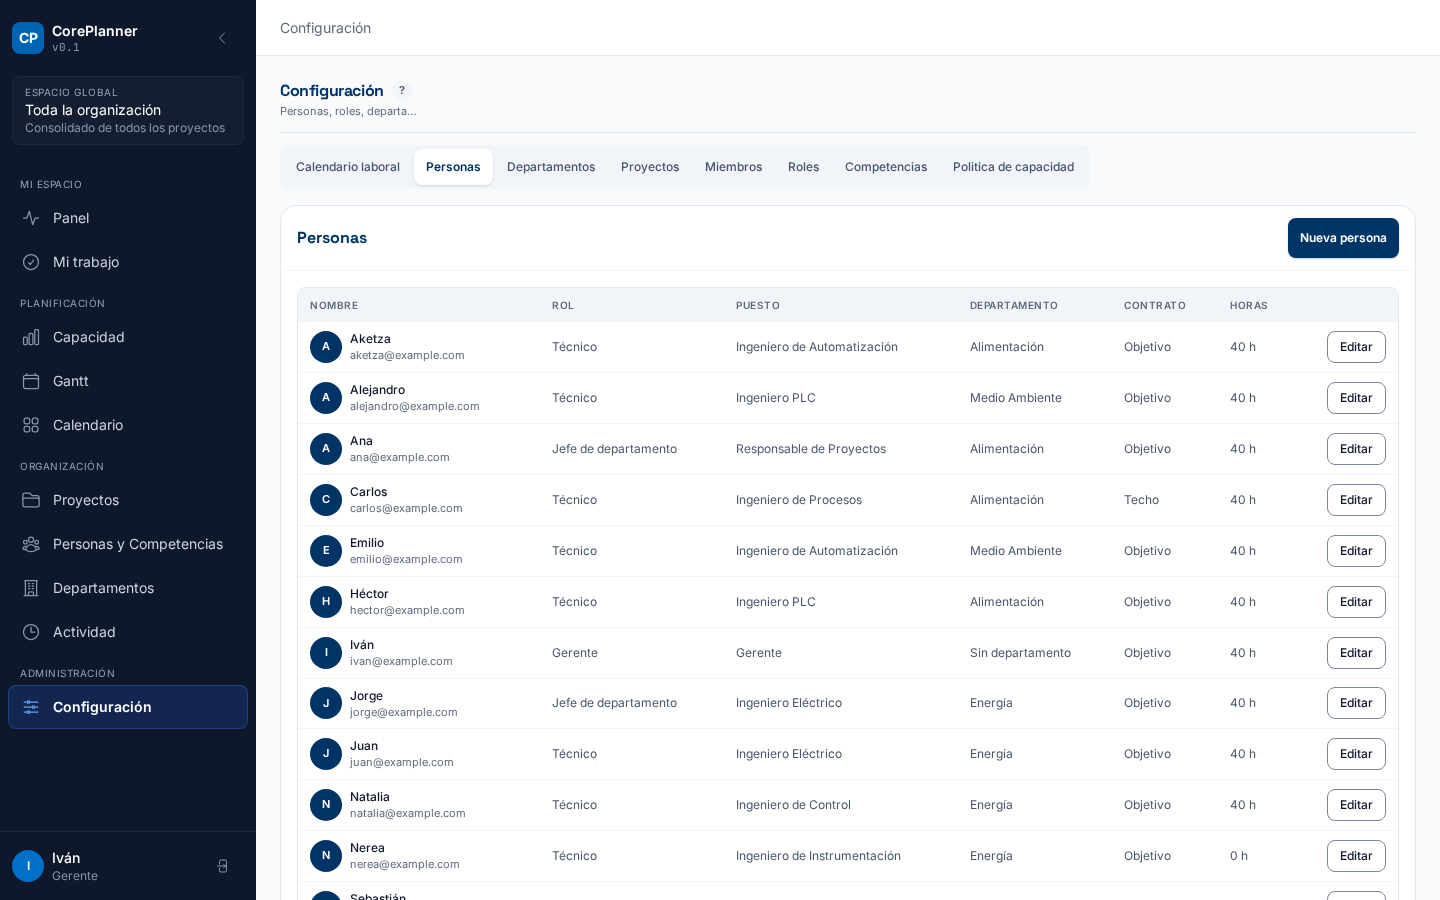 CP
CorePlanner
v0.1
ESPACIO GLOBAL
Toda la organización
Consolidado de todos los proyectos
MI ESPACIO
Panel
Mi trabajo
PLANIFICACIÓN
Capacidad
Gantt
Calendario
ORGANIZACIÓN
Proyectos
Personas y Competencias
Departamentos
Actividad
ADMINISTRACIÓN
Configuración
I
Iván
Gerente
Configuración
Configuración ?
Personas, roles, departa...
Calendario laboral Personas Departamentos Proyectos Miembros Roles Competencias Politica de capacidad
Personas
Nueva persona
NOMBRE ROL PUESTO DEPARTAMENTO CONTRATO HORAS
A Aketza Técnico Ingeniero de Automatización Alimentación Objetivo 40 h Editar
aketza@example.com
A Alejandro Técnico Ingeniero PLC Medio Ambiente Objetivo 40 h Editar
alejandro@example.com
A Ana Jefe de departamento Responsable de Proyectos Alimentación Objetivo 40 h Editar
ana@example.com
C Carlos Técnico Ingeniero de Procesos Alimentación Techo 40 h Editar
carlos@example.com
E Emilio Técnico Ingeniero de Automatización Medio Ambiente Objetivo 40 h Editar
emilio@example.com
H Héctor Técnico Ingeniero PLC Alimentación Objetivo 40 h Editar
hector@example.com
I Iván Gerente Gerente Sin departamento Objetivo 40 h Editar
ivan@example.com
J Jorge Jefe de departamento Ingeniero Eléctrico Energía Objetivo 40 h Editar
jorge@example.com
J Juan Técnico Ingeniero Eléctrico Energía Objetivo 40 h Editar
juan@example.com
N Natalia Técnico Ingeniero de Control Energía Objetivo 40 h Editar
natalia@example.com
N Nerea Técnico Ingeniero de Instrumentación Energía Objetivo 0 h Editar
nerea@example.com
Sebastián